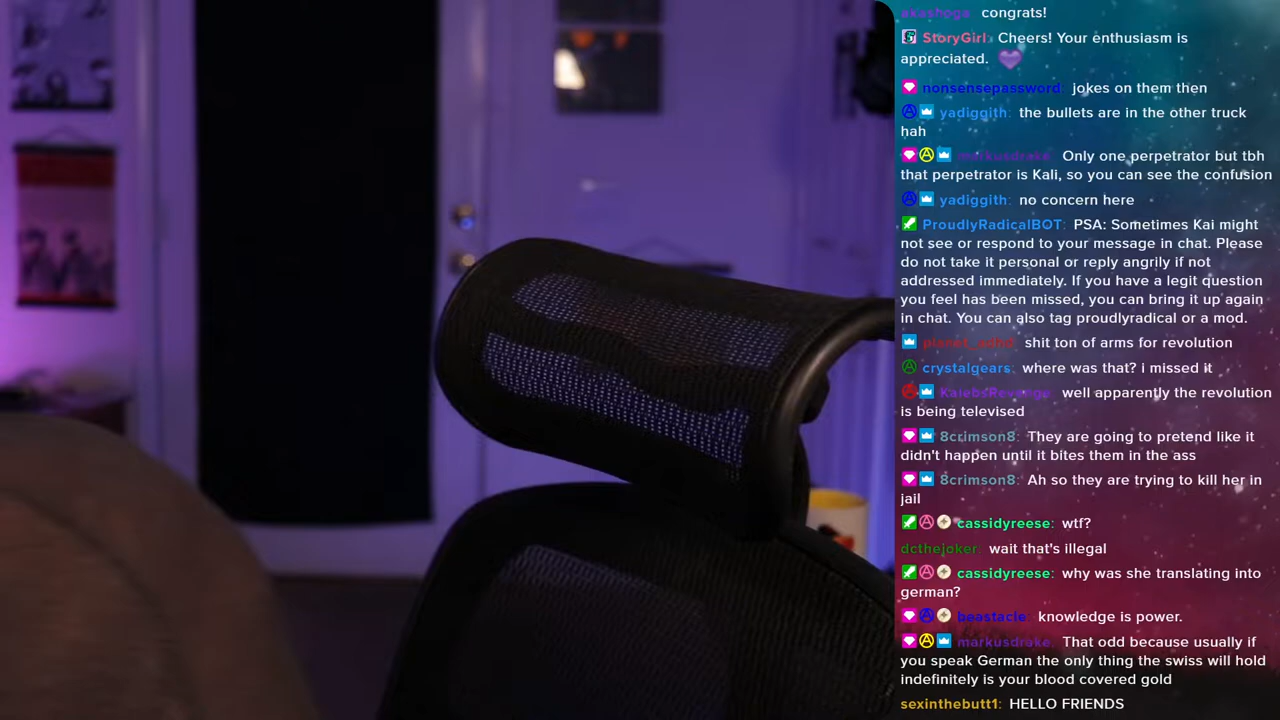 akashoga: congrats!
StoryGirl: Cheers! Your enthusiasm is
appreciated.
nonsensepassword: jokes on them then
yadiggith: the bullets are in the other truck
hah
markusdrake: Only one perpetrator but tbh
that perpetrator is Kali, so you can see the confusion
yadiggith: no concern here
ProudlyRadicalBOT: PSA: Sometimes Kai might
not see or respond to your message in chat. Please
do not take it personal or reply angrily if not
addressed immediately. If you have a legit question
you feel has been missed, you can bring it up again
in chat. You can also tag proudlyradical or a mod.
planet_echo: shit ton of arms for revolution
crystalgears: where was that? i missed it
KalebsRevenge: well apparently the revolution
is being televised
8crimson8: They are going to pretend like it
didn't happen until it bites them in the ass
8crimson8: Ah so they are trying to kill her in
jail
cassidyreese: wtf?
dcthejoker: wait that's illegal
cassidyreese: why was she translating into
german?
beastacle: knowledge is power.
markusdrake: That odd because usually if
you speak German the only thing the swiss will hold
indefinitely is your blood covered gold
sexinthebutt1: HELLO FRIENDS